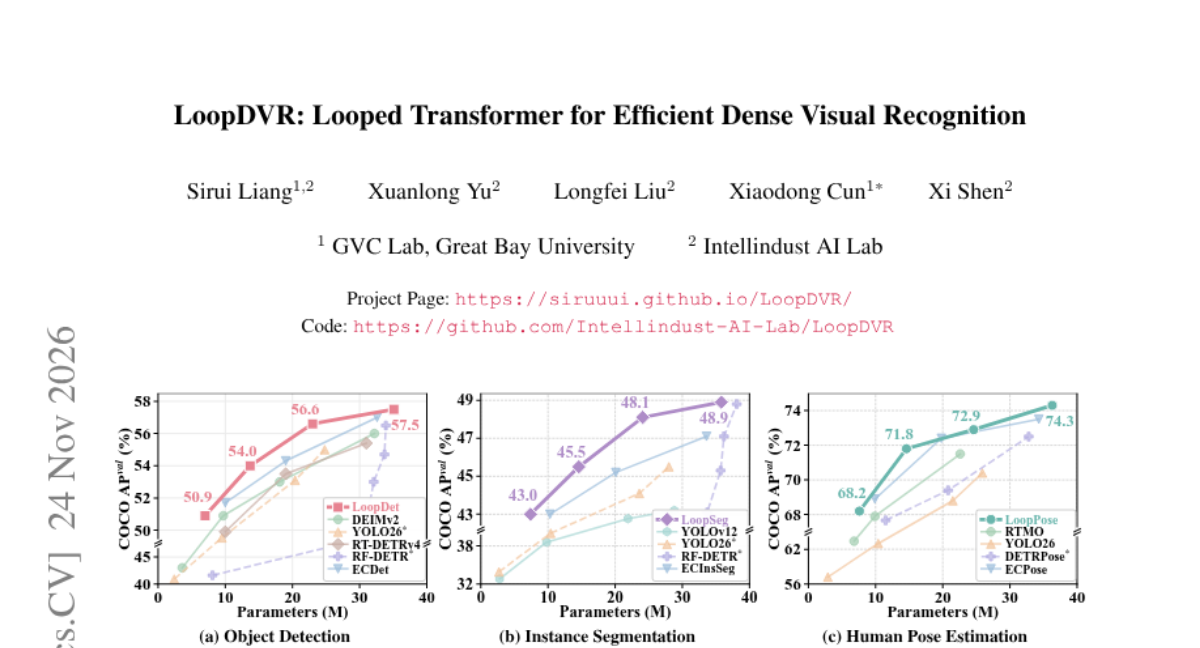 LoopDVR: Looped Transformer for Efficient Dense Visual Recognition
Sirui Liang1,2 Xuanlong Yu2 Longfei Liu2 Xiaodong Cun1* Xi Shen2
1 GVC Lab, Great Bay University 2 Intellindust AI Lab
Project Page: https://siruuui.github.io/LoopDVR/
Code: https://github.com/Intellindust-AI-Lab/LoopDVR
cs.CV] 24 Nov 2026
COCO APval (%)
58
56
54
52
50
45
40
50.9
54.0
56.6
57.5
LoopDet
DEIMv2
YOLO26*
RT-DETRv4
RF-DETR*
ECDet
0 10 20 30 40
Parameters (M)
(a) Object Detection
COCO APval (%)
49
47
45
43
38
32
43.0
45.5
48.1
48.9
LoopSeg
YOLOv12
YOLO26*
RF-DETR*
ECInsSeg
0 10 20 30 40
Parameters (M)
(b) Instance Segmentation
COCO APval (%)
74
72
70
68
62
56
68.2
71.8
72.9
74.3
LoopPose
RTMO
YOLO26
DETRPose*
ECPose
0 10 20 30 40
Parameters (M)
(c) Human Pose Estimation